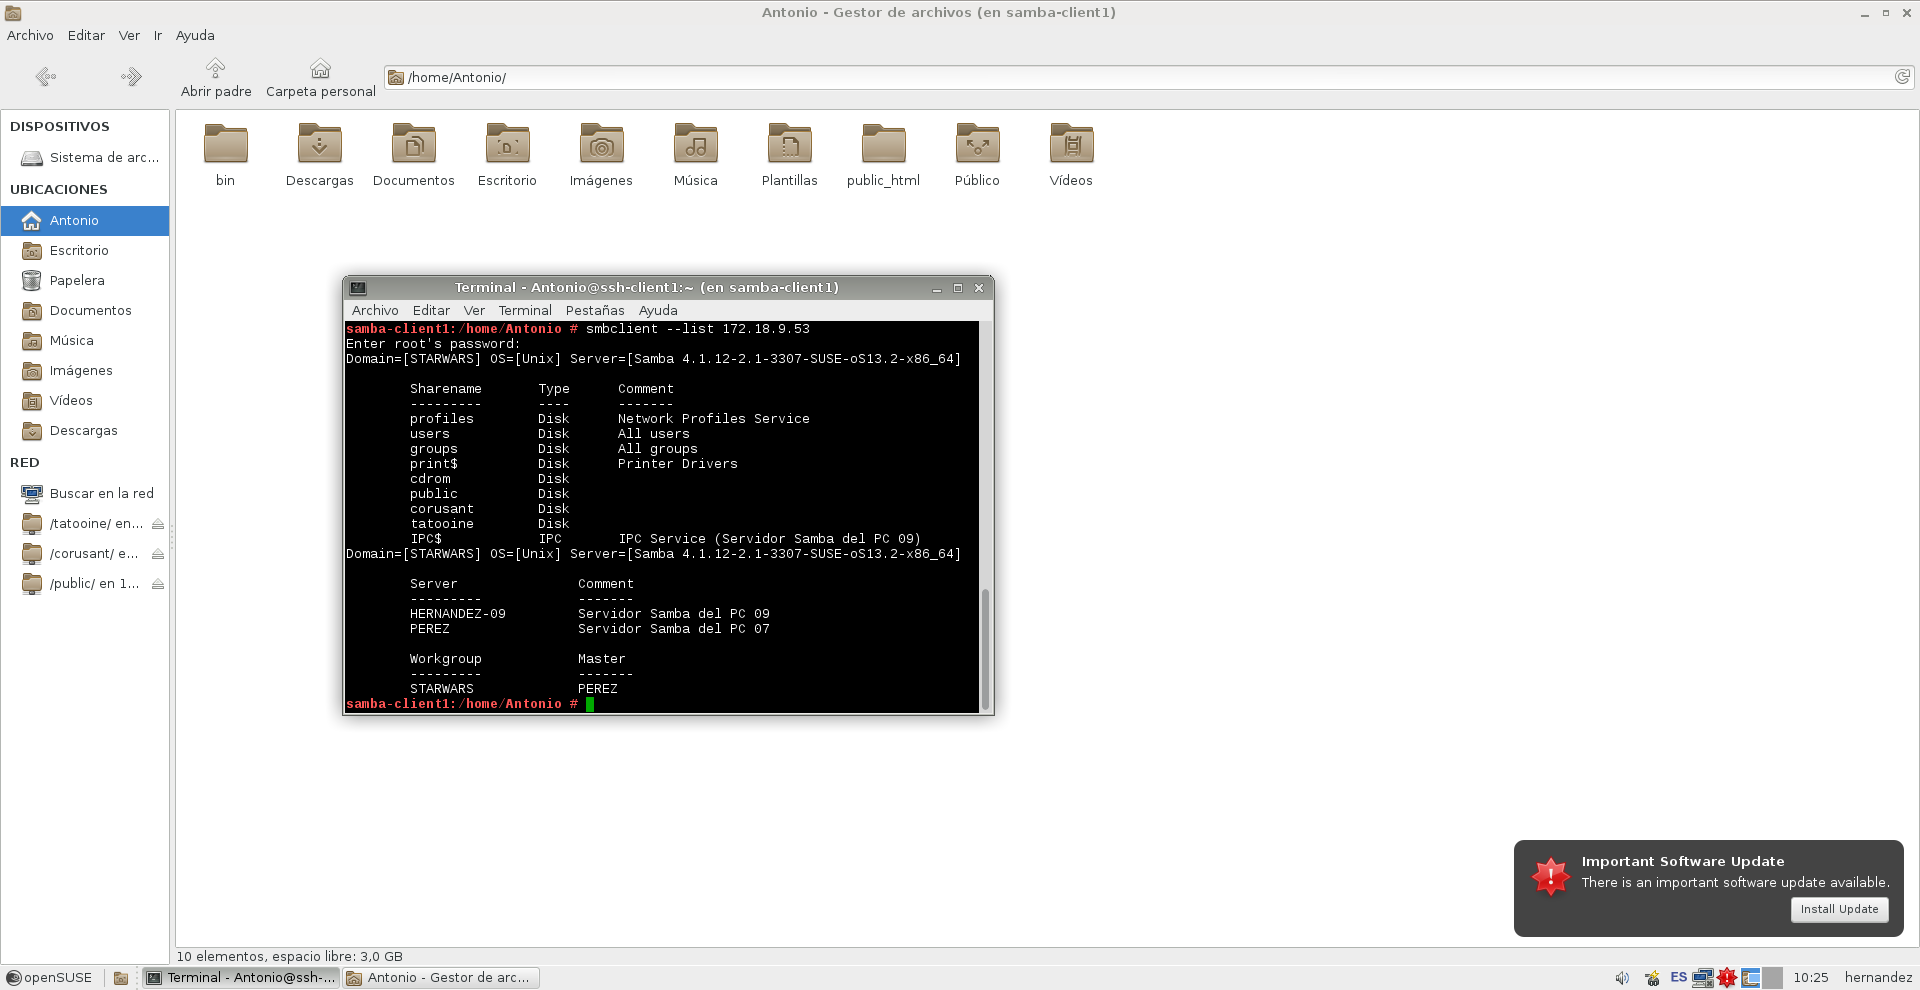 Antonio - Gestor de archivos (en samba-client1)
Archivo Editar Ver Ir Ayuda
Abrir padre Carpeta personal /home/Antonio/
DISPOSITIVOS
Sistema de arc...
UBICACIONES
Antonio
Escritorio
Papelera
Documentos
Música
Imágenes
Vídeos
Descargas
RED
Buscar en la red
/tatooine/ en...
/corusant/ e...
/public/ en 1...
bin Descargas Documentos Escritorio Imágenes Música Plantillas public_html Público Vídeos
Terminal - Antonio@ssh-client1:~ (en samba-client1)
Archivo Editar Ver Terminal Pestañas Ayuda
samba-client1:/home/Antonio # smbclient --list 172.18.9.53
Enter root's password:
Domain=[STARWARS] OS=[Unix] Server=[Samba 4.1.12-2.1-3307-SUSE-oS13.2-x86_64]
Sharename Type Comment
--------- ---- -------
profiles Disk Network Profiles Service
users Disk All users
groups Disk All groups
print$ Disk Printer Drivers
cdrom Disk
public Disk
corusant Disk
tatooine Disk
IPC$ IPC IPC Service (Servidor Samba del PC 09)
Domain=[STARWARS] OS=[Unix] Server=[Samba 4.1.12-2.1-3307-SUSE-oS13.2-x86_64]
Server Comment
--------- -------
HERNANDEZ-09 Servidor Samba del PC 09
PEREZ Servidor Samba del PC 07
Workgroup Master
--------- -------
STARWARS PEREZ
samba-client1:/home/Antonio #
Important Software Update
There is an important software update available.
Install Update
10 elementos, espacio libre: 3,0 GB
openSUSE Terminal - Antonio@ssh-... Antonio - Gestor de arc... ES 10:25 hernandez